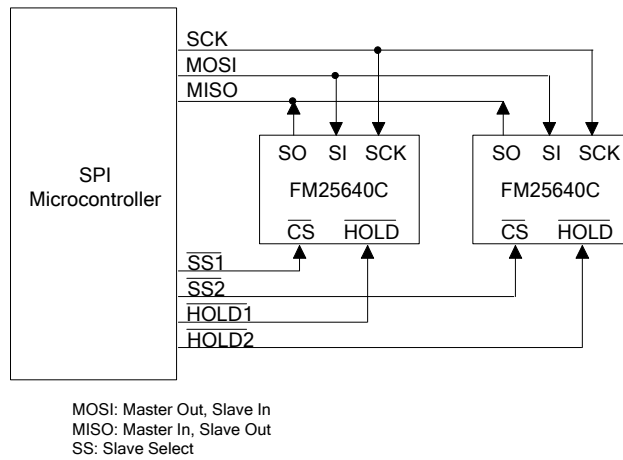 SCK
MOSI
MISO
SO SI SCK
FM25640C
CS HOLD
SO SI SCK
FM25640C
CS HOLD
SPI
Microcontroller
SS1
SS2
HOLD1
HOLD2
MOSI: Master Out, Slave In
MISO: Master In, Slave Out
SS: Slave Select